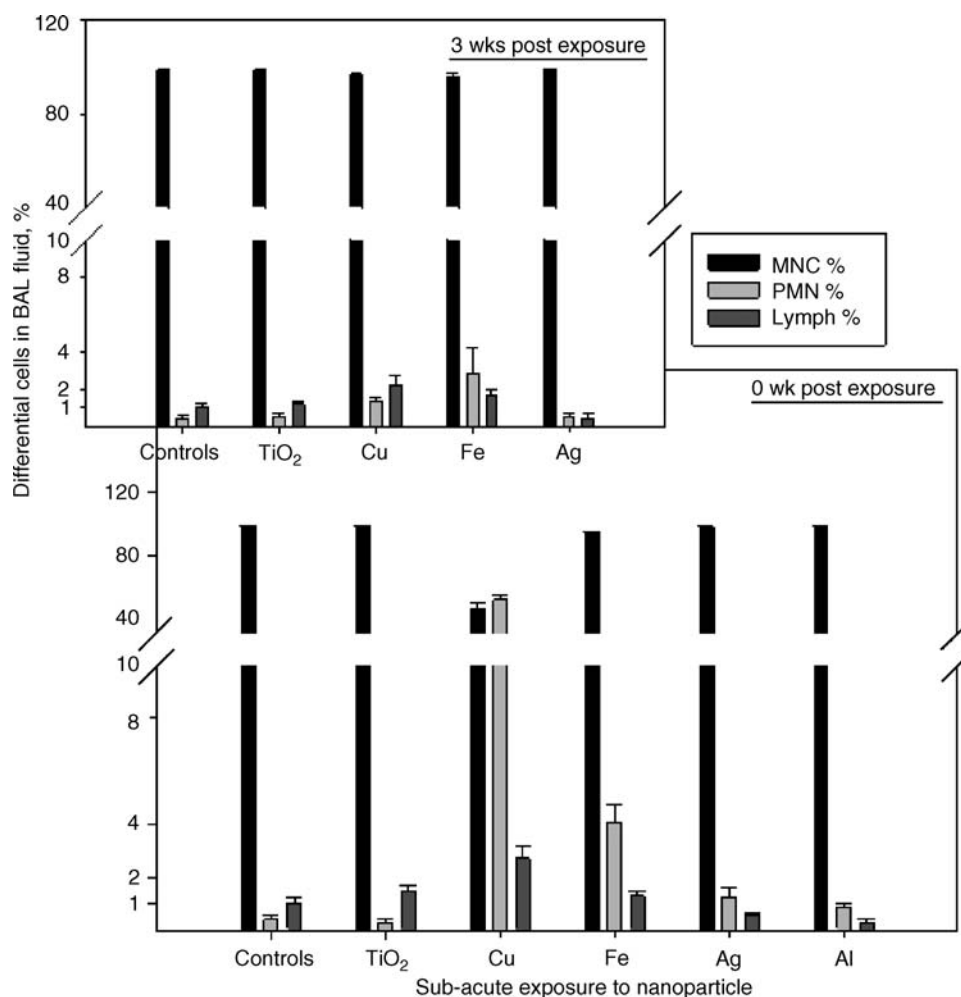 120
3 wks post exposure
80
40
10
8
4
2
1
Differential cells in BAL fluid, %
Controls TiO₂ Cu Fe Ag
MNC %
PMN %
Lymph %
0 wk post exposure
120
80
40
10
8
4
2
1
Controls TiO₂ Cu Fe Ag Al
Sub-acute exposure to nanoparticle